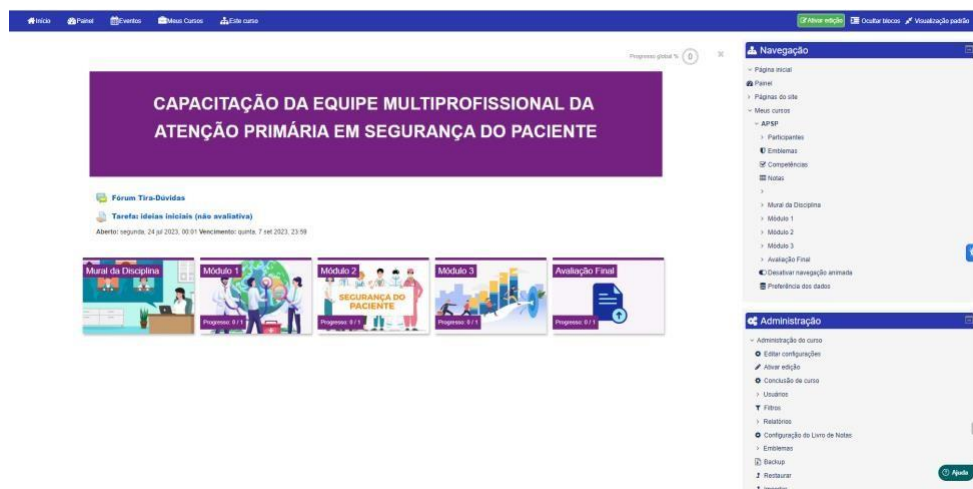 Início Painel Eventos Meus Cursos Este curso Ativar edição Ocultar blocos Visualização padrão
Progresso global % 0
CAPACITAÇÃO DA EQUIPE MULTIPROFISSIONAL DA
ATENÇÃO PRIMÁRIA EM SEGURANÇA DO PACIENTE
Fórum Tira-Dúvidas
Tarefa: ideias iniciais (não avaliativa)
Aberto: segunda, 24 jul 2023, 00:01 Vencimento: quinta, 7 set 2023, 23:59
Mural da Disciplina
Módulo 1
Progresso: 0 / 1
Módulo 2
SEGURANÇA DO
PACIENTE
Progresso: 0 / 1
Módulo 3
Progresso: 0 / 1
Avaliação Final
Progresso: 0 / 1
Navegação
Página inicial
Painel
Páginas do site
Meus cursos
APSP
Participantes
Emblemas
Competências
Notas
Mural da Disciplina
Módulo 1
Módulo 2
Módulo 3
Avaliação Final
Desativar navegação animada
Preferência dos dados
Administração
Administração do curso
Editar configurações
Ativar edição
Conclusão de curso
Usuários
Filtros
Relatórios
Configuração do Livro de Notas
Emblemas
Backup
Restaurar
Importar
Ajuda